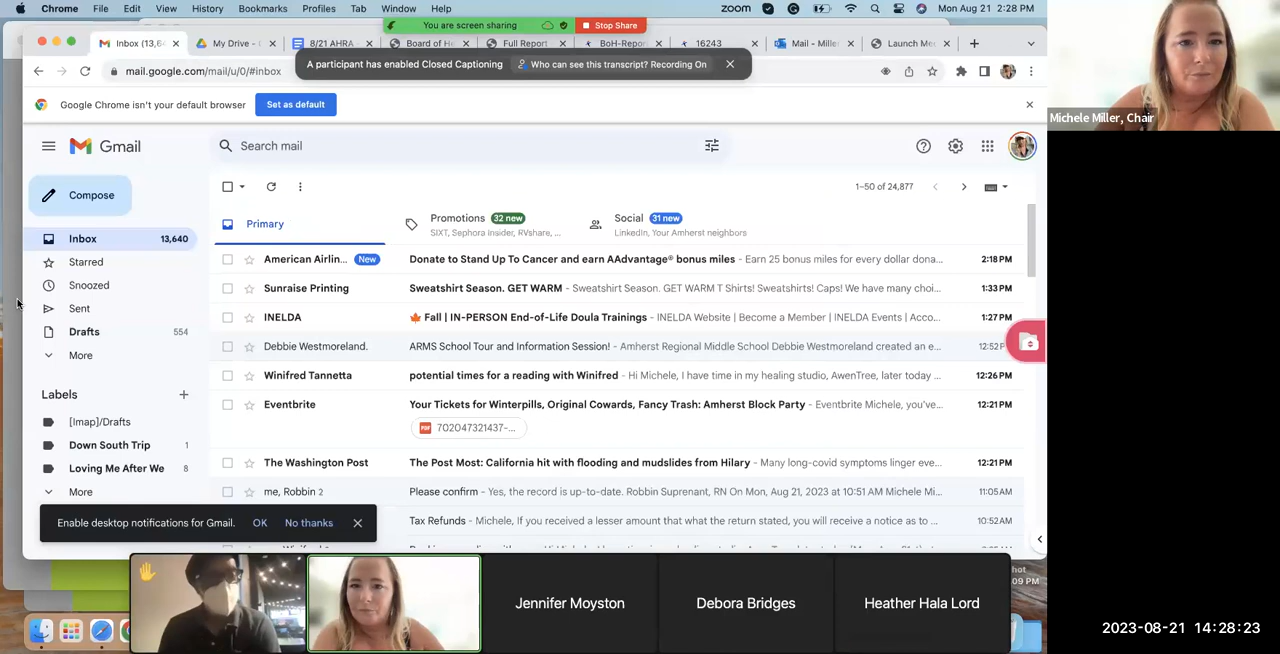 Chrome File Edit View History Bookmarks Profiles Tab Window Help zoom Mon Aug 21 2:28 PM
You are screen sharing Stop Share
Inbox (13,64 My Drive - 8/21 AHRA Board of He Full Report BoH-Repor 16243 Mail - Mille Launch Me
mail.google.com/mail/u/0/#inbox
A participant has enabled Closed Captioning Who can see this transcript? Recording On
Google Chrome isn't your default browser Set as default
Michele Miller, Chair
Gmail Search mail
Compose
1–50 of 24,877
Primary
Promotions 32 new
SIXT, Sephora Insider, RVshare, ...
Social 31 new
LinkedIn, Your Amherst neighbors
Inbox 13,640
Starred
Snoozed
Sent
Drafts 554
More
Labels
[Imap]/Drafts
Down South Trip 1
Loving Me After We 8
More
American Airlin... New Donate to Stand Up To Cancer and earn AAdvantage® bonus miles - Earn 25 bonus miles for every dollar dona... 2:18 PM
Sunraise Printing Sweatshirt Season. GET WARM - Sweatshirt Season. GET WARM T Shirts! Sweatshirts! Caps! We have many choi... 1:33 PM
INELDA 🍁 Fall | IN-PERSON End-of-Life Doula Trainings - INELDA Website | Become a Member | INELDA Events | Acco... 1:27 PM
Debbie Westmoreland. ARMS School Tour and Information Session! - Amherst Regional Middle School Debbie Westmoreland created an e... 12:52 P
Winifred Tannetta potential times for a reading with Winifred - Hi Michele, I have time in my healing studio, AwenTree, later today ... 12:26 PM
Eventbrite Your Tickets for Winterpills, Original Cowards, Fancy Trash: Amherst Block Party - Eventbrite Michele, you've... 12:21 PM
PDF 702047321437-...
The Washington Post The Post Most: California hit with flooding and mudslides from Hilary - Many long-covid symptoms linger eve... 12:21 PM
me, Robbin 2 Please confirm - Yes, the record is up-to-date. Robbin Suprenant, RN On Mon, Aug 21, 2023 at 10:51 AM Michele Mi... 11:05 AM
Tax Refunds - Michele, If you received a lesser amount that what the return stated, you will receive a notice as to ... 10:52 AM
Enable desktop notifications for Gmail. OK No thanks
hot
:09 PM
Jennifer Moyston Debora Bridges Heather Hala Lord
2023-08-21 14:28:23